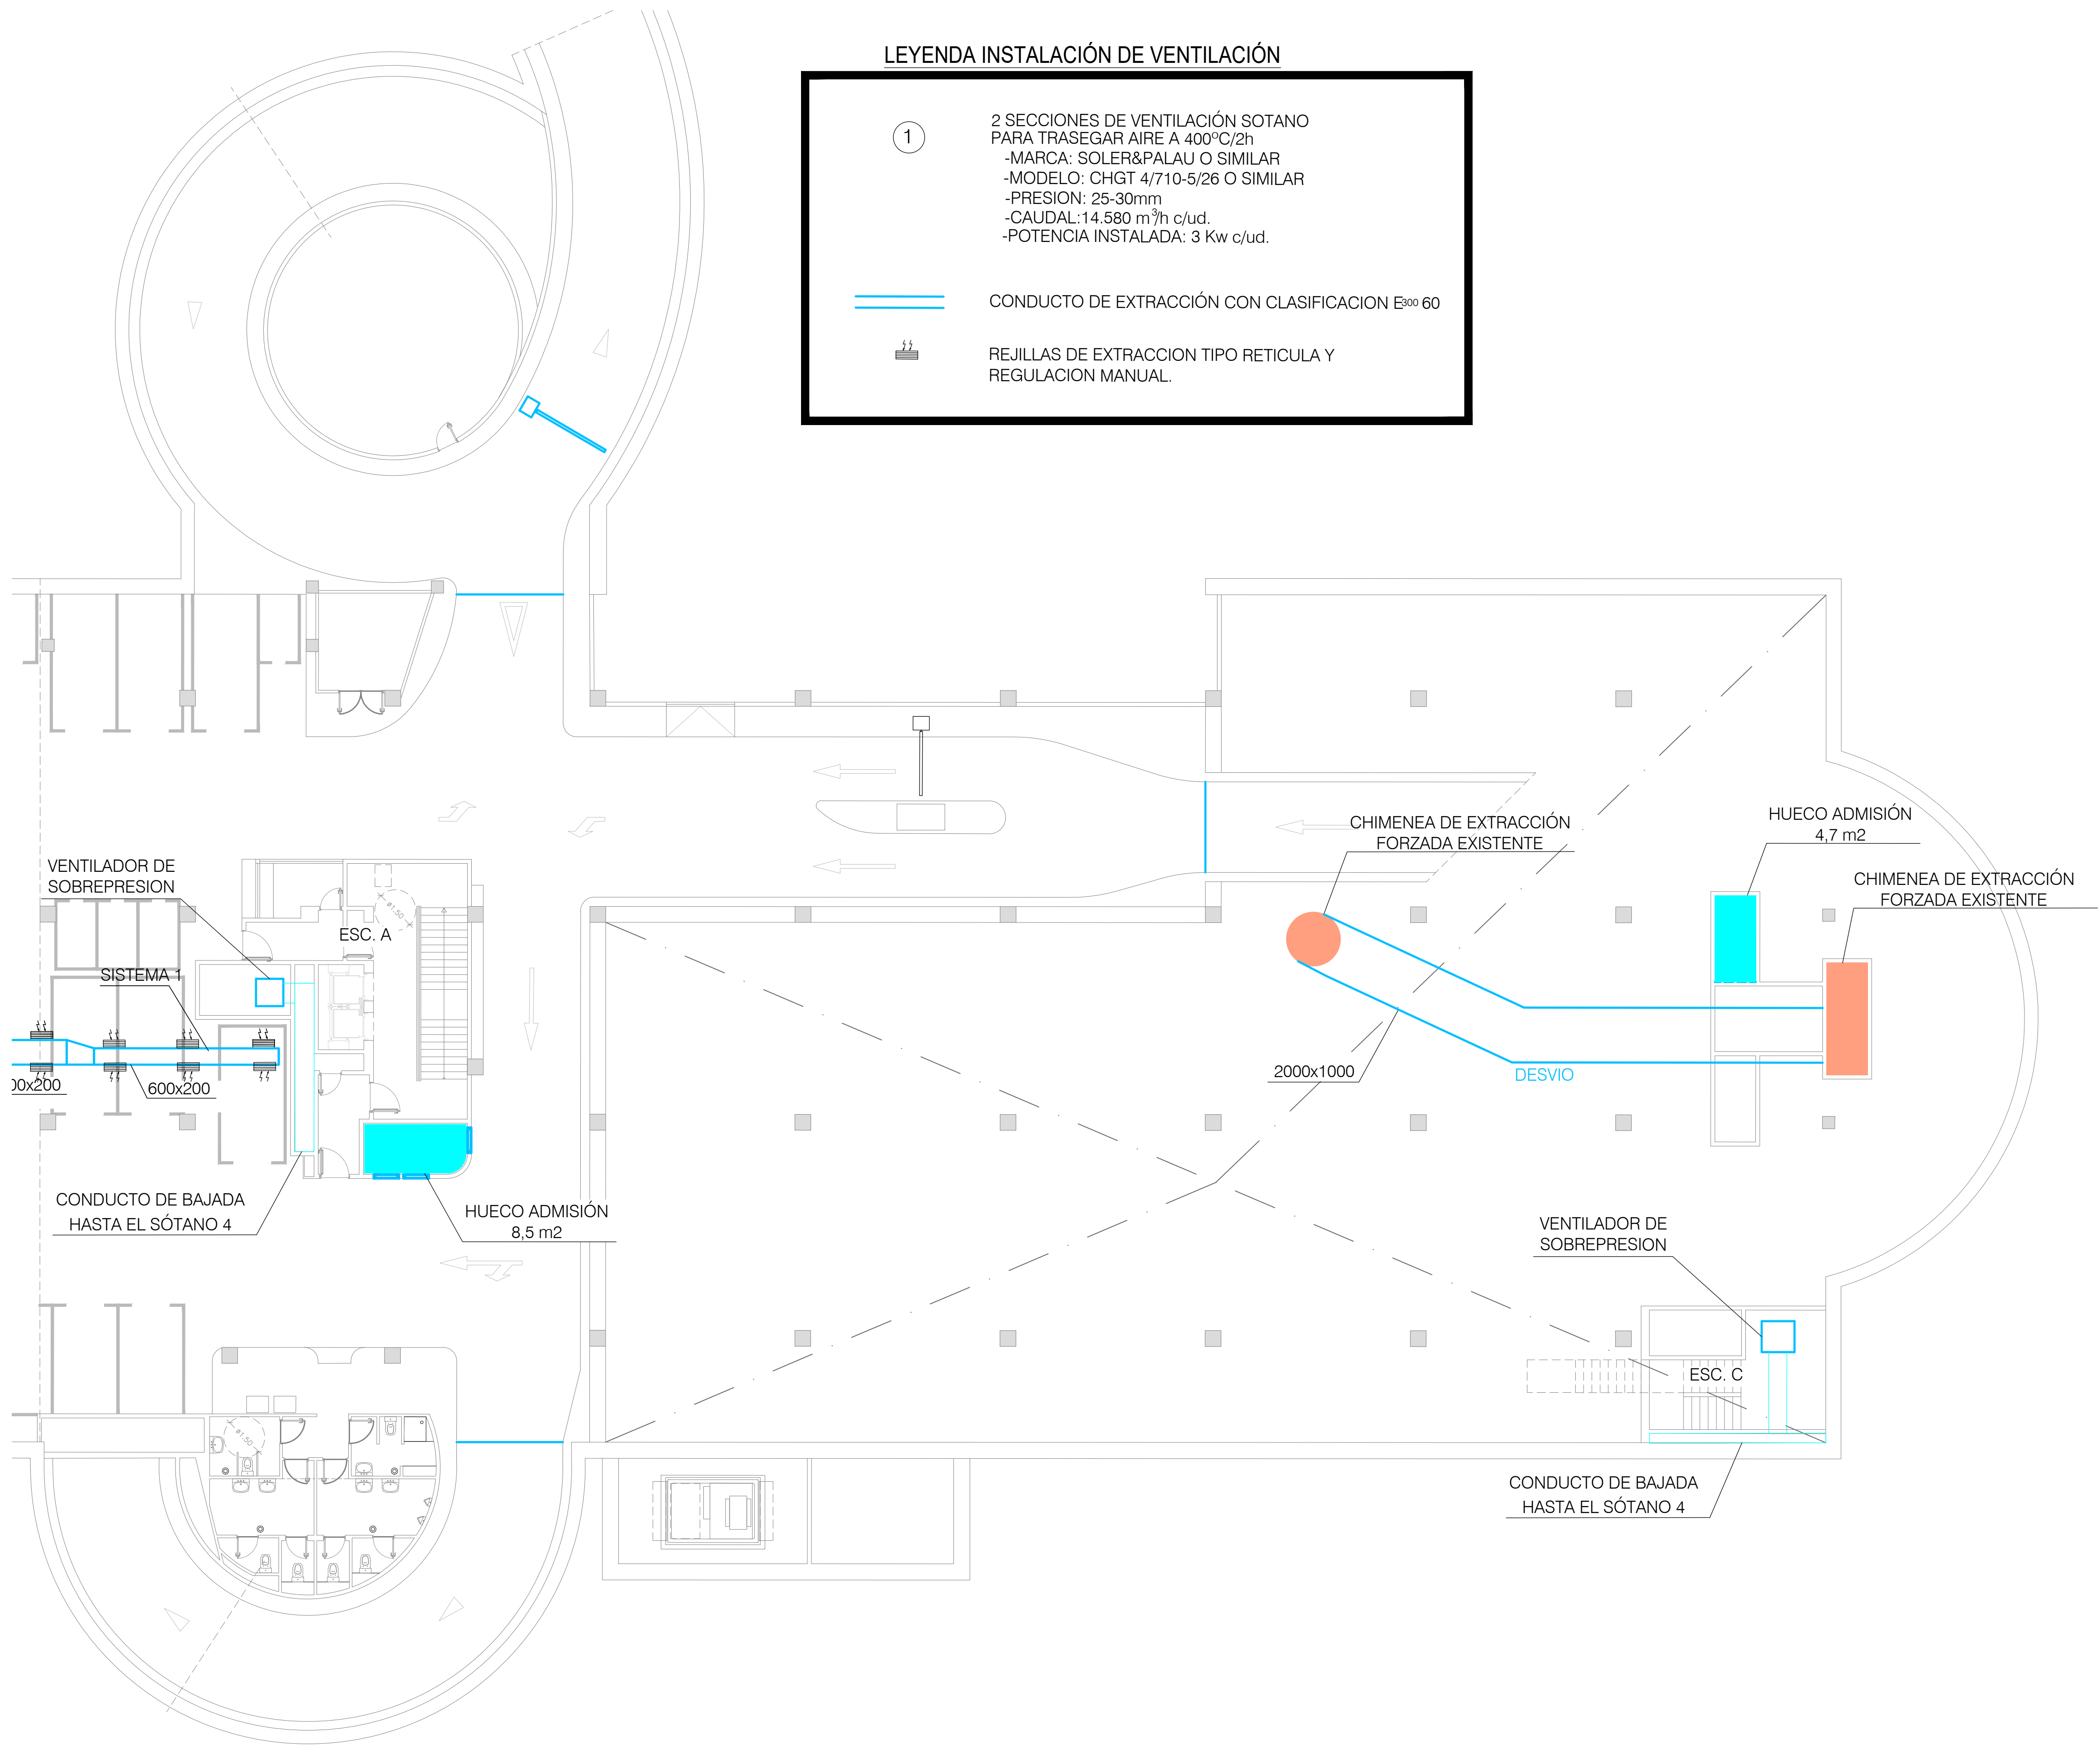 LEYENDA INSTALACIÓN DE VENTILACIÓN
1
2 SECCIONES DE VENTILACIÓN SOTANO
PARA TRASEGAR AIRE A 400ºC/2h
-MARCA: SOLER&PALAU O SIMILAR
-MODELO: CHGT 4/710-5/26 O SIMILAR
-PRESION: 25-30mm
-CAUDAL:14.580 m³/h c/ud.
-POTENCIA INSTALADA: 3 Kw c/ud.
CONDUCTO DE EXTRACCIÓN CON CLASIFICACION E300 60
REJILLAS DE EXTRACCION TIPO RETICULA Y
REGULACION MANUAL.
CHIMENEA DE EXTRACCIÓN
FORZADA EXISTENTE
HUECO ADMISIÓN
4,7 m2
CHIMENEA DE EXTRACCIÓN
FORZADA EXISTENTE
VENTILADOR DE
SOBREPRESION
ø1.50
ESC. A
SISTEMA 1
00x200
600x200
2000x1000
DESVIO
CONDUCTO DE BAJADA
HASTA EL SÓTANO 4
HUECO ADMISIÓN
8,5 m2
VENTILADOR DE
SOBREPRESION
ESC. C
ø1.50
CONDUCTO DE BAJADA
HASTA EL SÓTANO 4